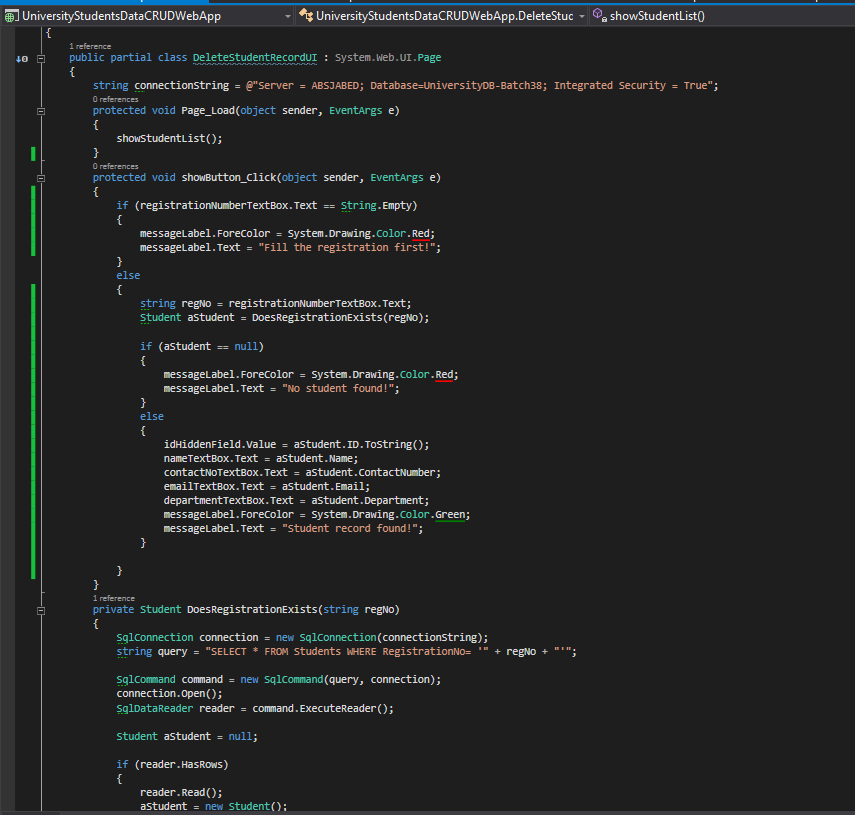 UniversityStudentsDataCRUDWebApp UniversityStudentsDataCRUDWebApp.DeleteStuc showStudentList()
{
1 reference
public partial class DeleteStudentRecordUI : System.Web.UI.Page
{
string connectionString = @"Server = ABSJABED; Database=UniversityDB-Batch38; Integrated Security = True";
0 references
protected void Page_Load(object sender, EventArgs e)
{
showStudentList();
}
0 references
protected void showButton_Click(object sender, EventArgs e)
{
if (registrationNumberTextBox.Text == String.Empty)
{
messageLabel.ForeColor = System.Drawing.Color.Red;
messageLabel.Text = "Fill the registration first!";
}
else
{
string regNo = registrationNumberTextBox.Text;
Student aStudent = DoesRegistrationExists(regNo);
if (aStudent == null)
{
messageLabel.ForeColor = System.Drawing.Color.Red;
messageLabel.Text = "No student found!";
}
else
{
idHiddenField.Value = aStudent.ID.ToString();
nameTextBox.Text = aStudent.Name;
contactNoTextBox.Text = aStudent.ContactNumber;
emailTextBox.Text = aStudent.Email;
departmentTextBox.Text = aStudent.Department;
messageLabel.ForeColor = System.Drawing.Color.Green;
messageLabel.Text = "Student record found!";
}
}
}
1 reference
private Student DoesRegistrationExists(string regNo)
{
SqlConnection connection = new SqlConnection(connectionString);
string query = "SELECT * FROM Students WHERE RegistrationNo= '" + regNo + "'";
SqlCommand command = new SqlCommand(query, connection);
connection.Open();
SqlDataReader reader = command.ExecuteReader();
Student aStudent = null;
if (reader.HasRows)
{
reader.Read();
aStudent = new Student();